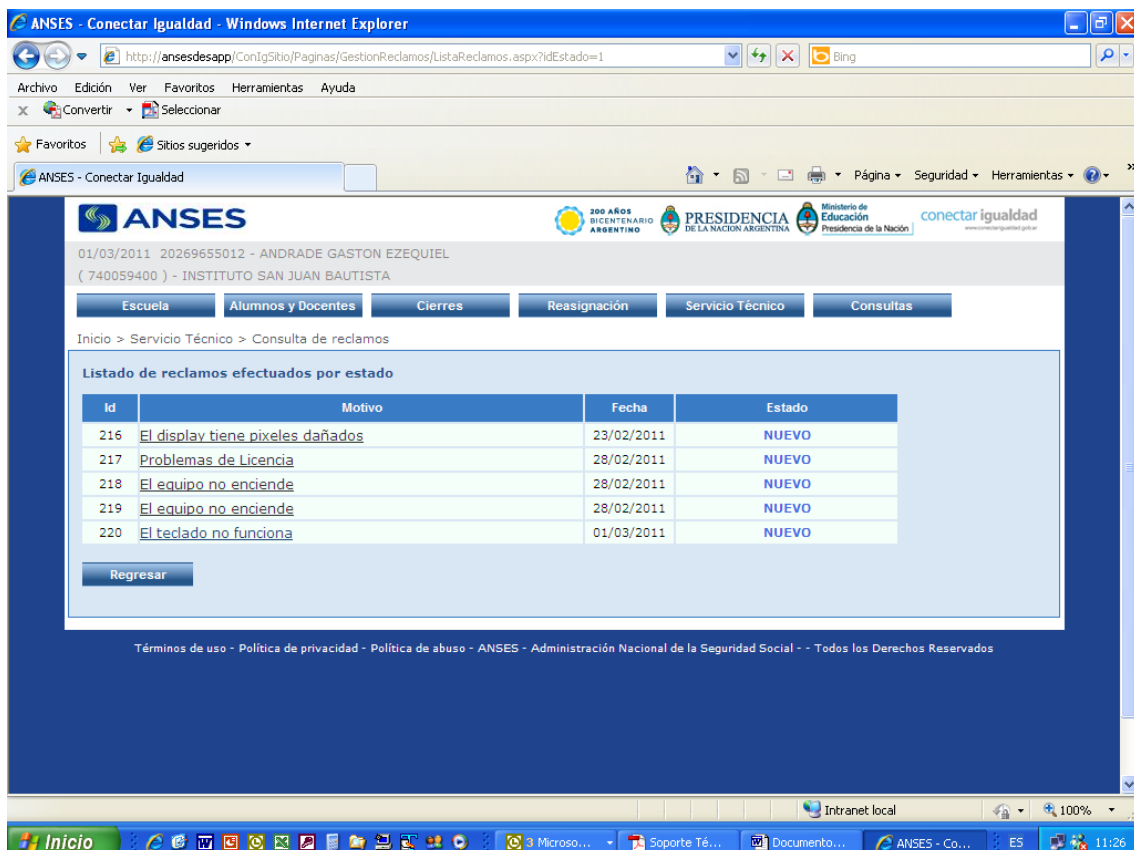 ANSES - Conectar Igualdad - Windows Internet Explorer
http://ansesdesapp/ConIgSitio/Paginas/GestionReclamos/ListaReclamos.aspx?idEstado=1 Bing
Archivo Edición Ver Favoritos Herramientas Ayuda
x Convertir Seleccionar
Favoritos Sitios sugeridos
ANSES - Conectar Igualdad Página Seguridad Herramientas »
ANSES 200 AÑOS BICENTENARIO ARGENTINO PRESIDENCIA DE LA NACION ARGENTINA Ministerio de Educación Presidencia de la Nación conectar igualdad www.conectarigualdad.gob.ar
01/03/2011 20269655012 - ANDRADE GASTON EZEQUIEL
( 740059400 ) - INSTITUTO SAN JUAN BAUTISTA
Escuela Alumnos y Docentes Cierres Reasignación Servicio Técnico Consultas
Inicio > Servicio Técnico > Consulta de reclamos
Listado de reclamos efectuados por estado
Id Motivo Fecha Estado
216 El display tiene pixeles dañados 23/02/2011 NUEVO
217 Problemas de Licencia 28/02/2011 NUEVO
218 El equipo no enciende 28/02/2011 NUEVO
219 El equipo no enciende 28/02/2011 NUEVO
220 El teclado no funciona 01/03/2011 NUEVO
Regresar
Términos de uso - Política de privacidad - Política de abuso - ANSES - Administración Nacional de la Seguridad Social - - Todos los Derechos Reservados
Intranet local 100%
Inicio 3 Microso... Soporte Té... Documento... ANSES - Co... ES 11:26